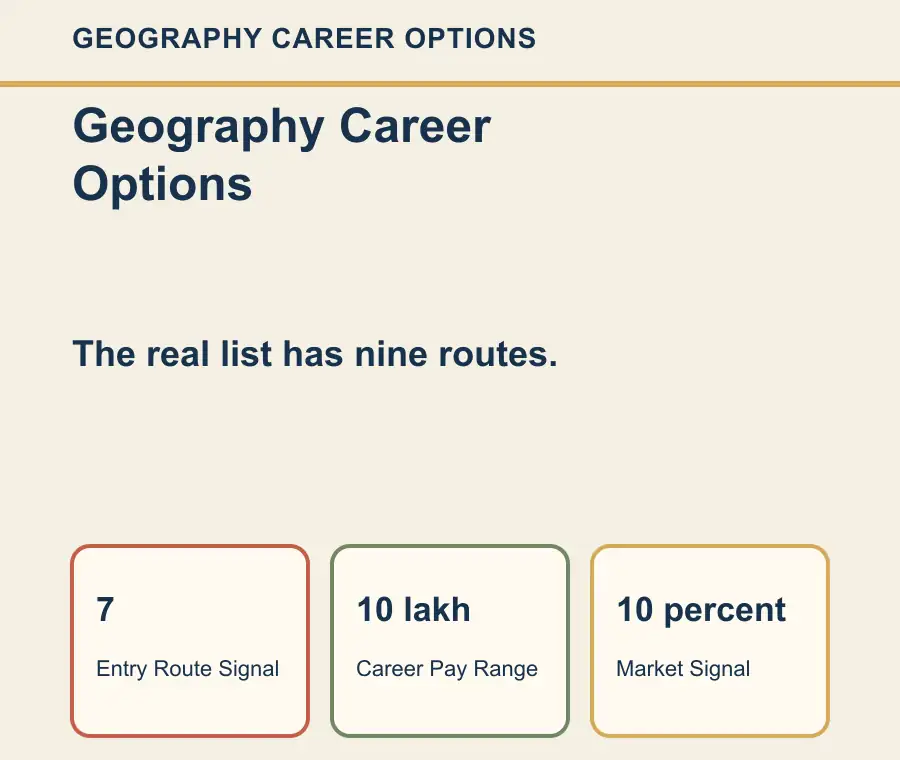 GEOGRAPHY CAREER OPTIONS
Geography Career
Options
The real list has nine routes.
7
Entry Route Signal
10 lakh
Career Pay Range
10 percent
Market Signal